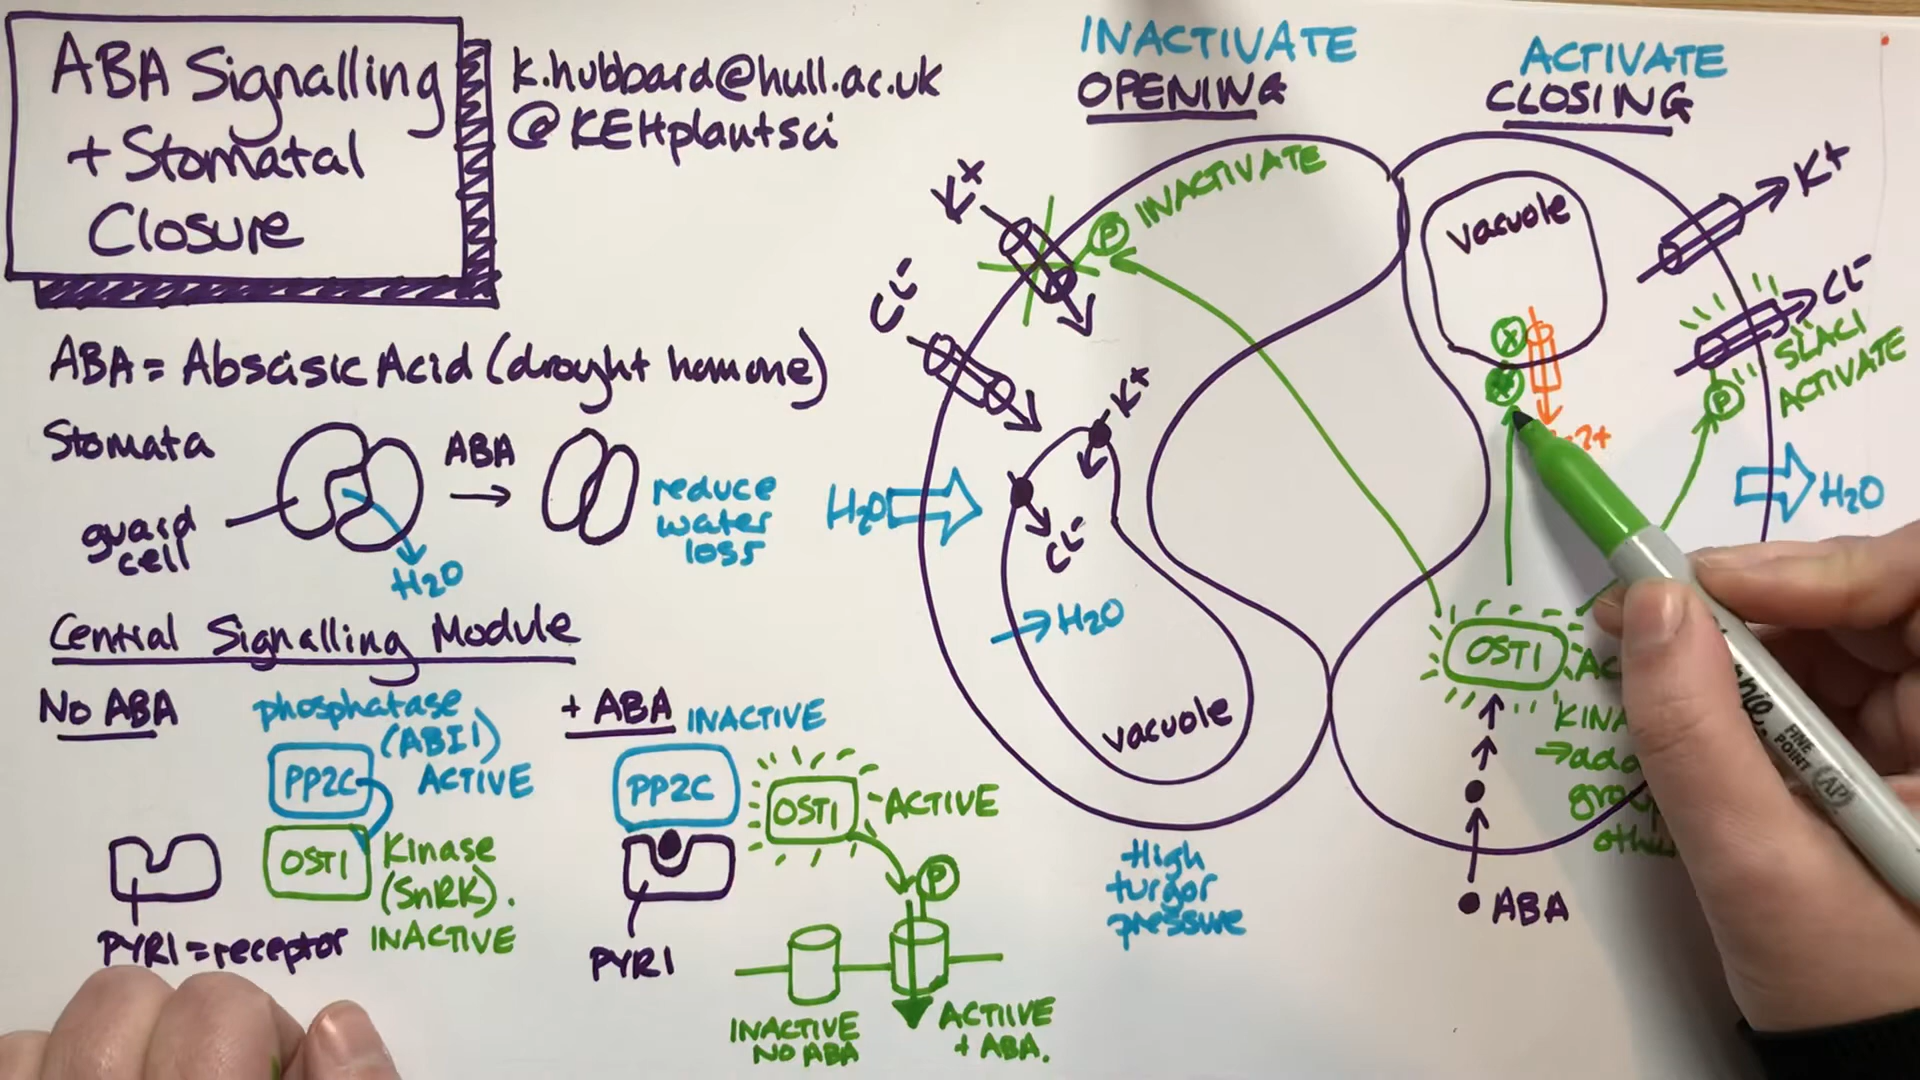 ABA Signalling
+ Stomatal
Closure
k.hubbard@hull.ac.uk
@KEHplantsci
ABA = Abscisic Acid (drought hormone)
Stomata
guard
cell
H2O
ABA
reduce
water
loss
Central Signalling Module
No ABA
phosphatase
(ABI1)
PP2C
ACTIVE
OST1
Kinase
(SnRK).
INACTIVE
PYR1 = receptor
+ ABA
INACTIVE
PP2C
OST1
ACTIVE
P
PYR1
INACTIVE
NO ABA
ACTIIVE
+ ABA.
INACTIVATE
OPENING
K+
P
INACTIVATE
CL-
K+
CL-
H2O
H2O
vacuole
High
turgor
pressure
ACTIVATE
CLOSING
vacuole
K+
CL-
SLAC1
ACTIVATE
P
X
X
2+
H2O
OST1
ABA